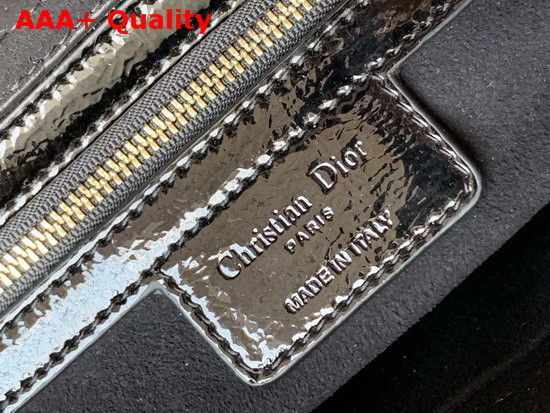 AAA+ Quality
Christian Dior
PARIS
MADE IN ITALY